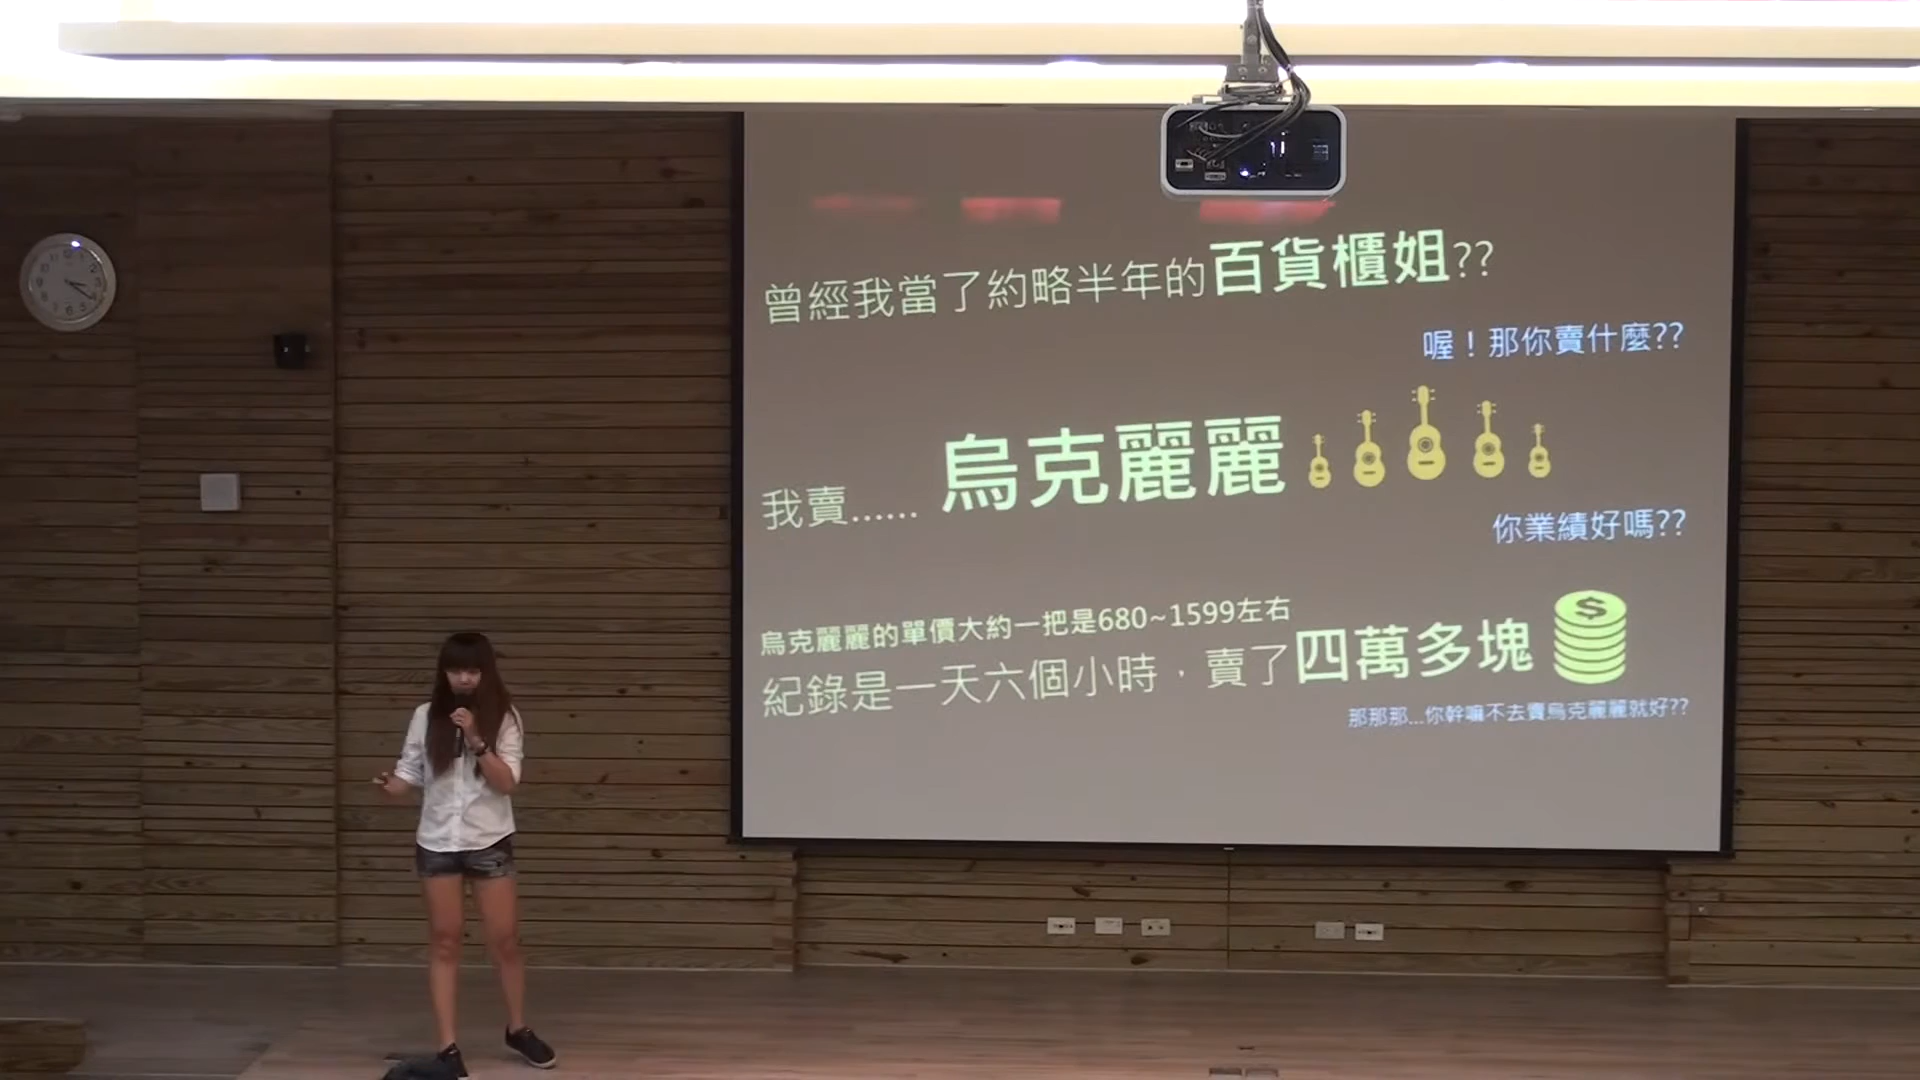 曾經我當了約略半年的百貨櫃姐??
喔！那你賣什麼??
我賣...... 烏克麗麗
你業績好嗎??
烏克麗麗的單價大約一把是680~1599左右
紀錄是一天六個小時，賣了四萬多塊
那那那...你幹嘛不去賣烏克麗麗就好??